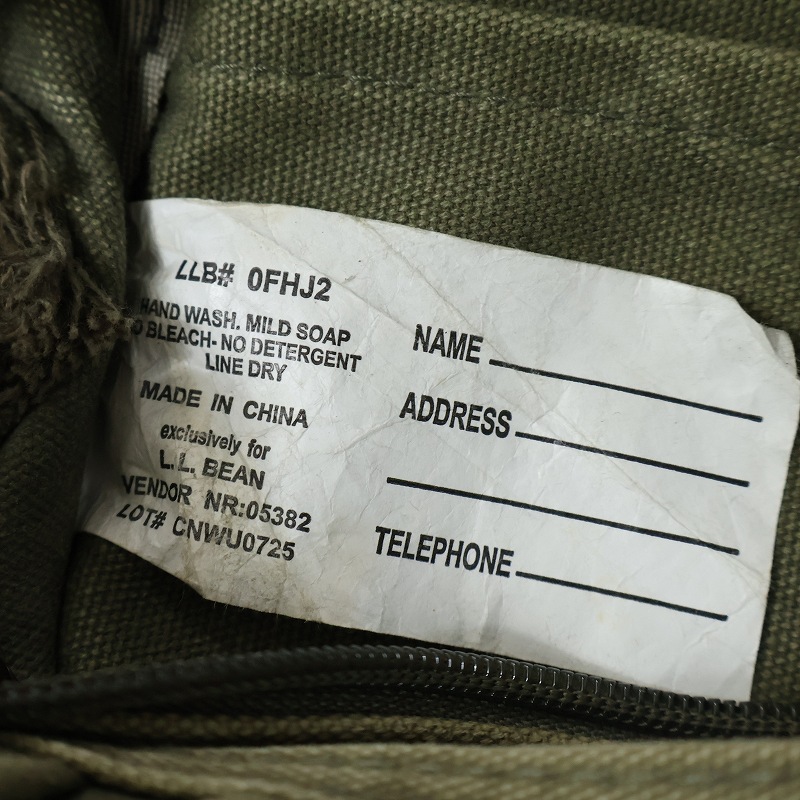 LLB# 0FHJ2
HAND WASH. MILD SOAP
NO BLEACH- NO DETERGENT
LINE DRY
MADE IN CHINA
exclusively for
L.L. BEAN
VENDOR NR:05382
LOT# CNWU0725
NAME
ADDRESS
TELEPHONE